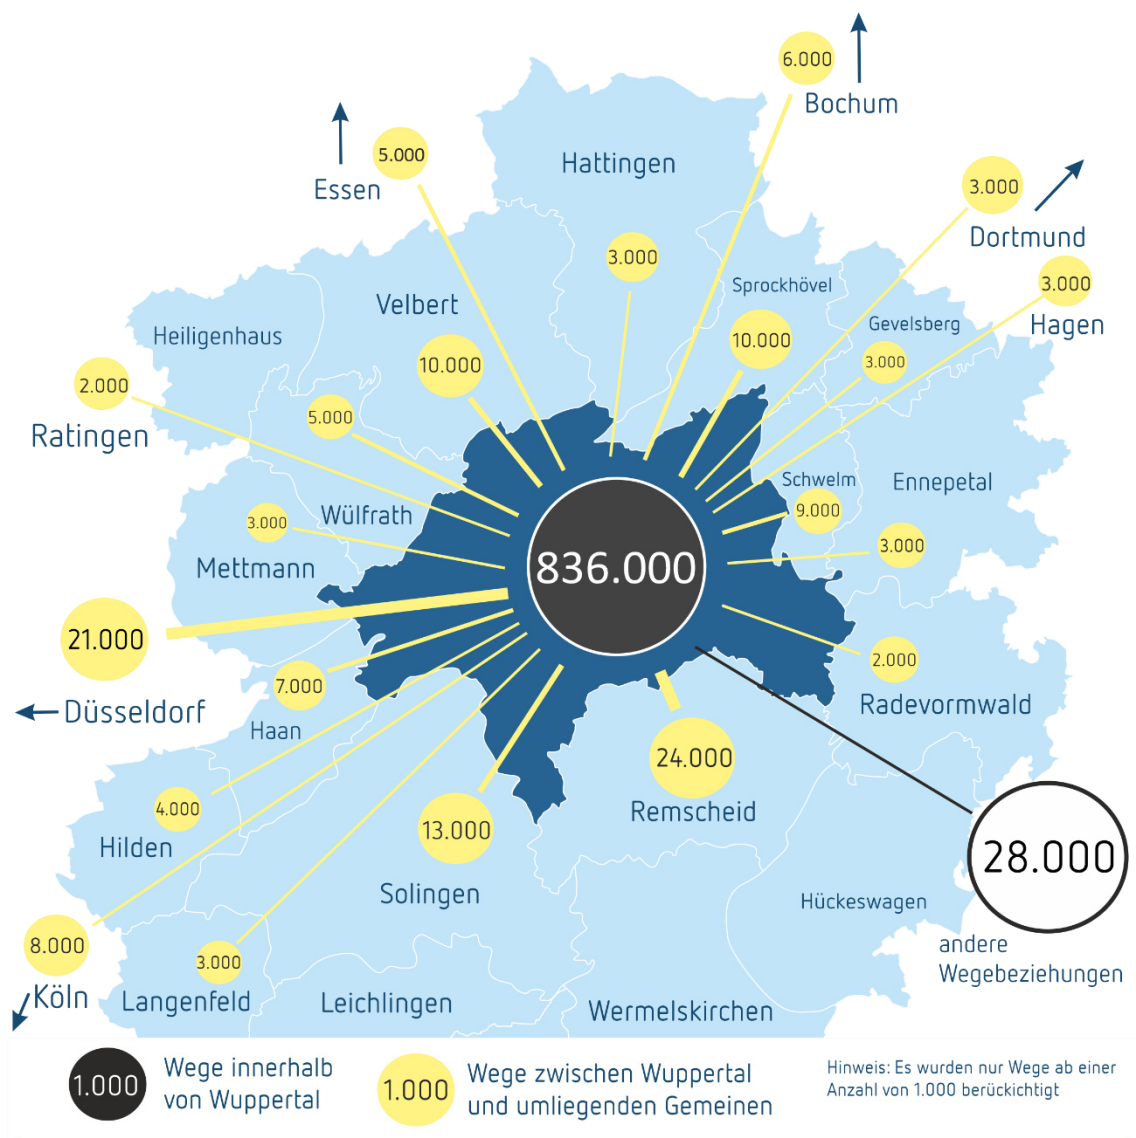 6.000
Bochum
5.000
Essen
Hattingen
3.000
Dortmund
3.000
3.000
Hagen
Sprockhövel
10.000
Gevelsberg
3.000
Velbert
10.000
Heiligenhaus
2.000
Ratingen
5.000
Wülfrath
3.000
Mettmann
Schwelm
9.000
Ennepetal
3.000
836.000
21.000
Düsseldorf
7.000
Haan
2.000
Radevormwald
24.000
Remscheid
4.000
Hilden
13.000
Solingen
28.000
andere
Wegebeziehungen
Hückeswagen
8.000
Köln
3.000
Langenfeld
Leichlingen
Wermelskirchen
1.000
Wege innerhalb
von Wuppertal
1.000
Wege zwischen Wuppertal
und umliegenden Gemeinen
Hinweis: Es wurden nur Wege ab einer
Anzahl von 1.000 berückichtigt